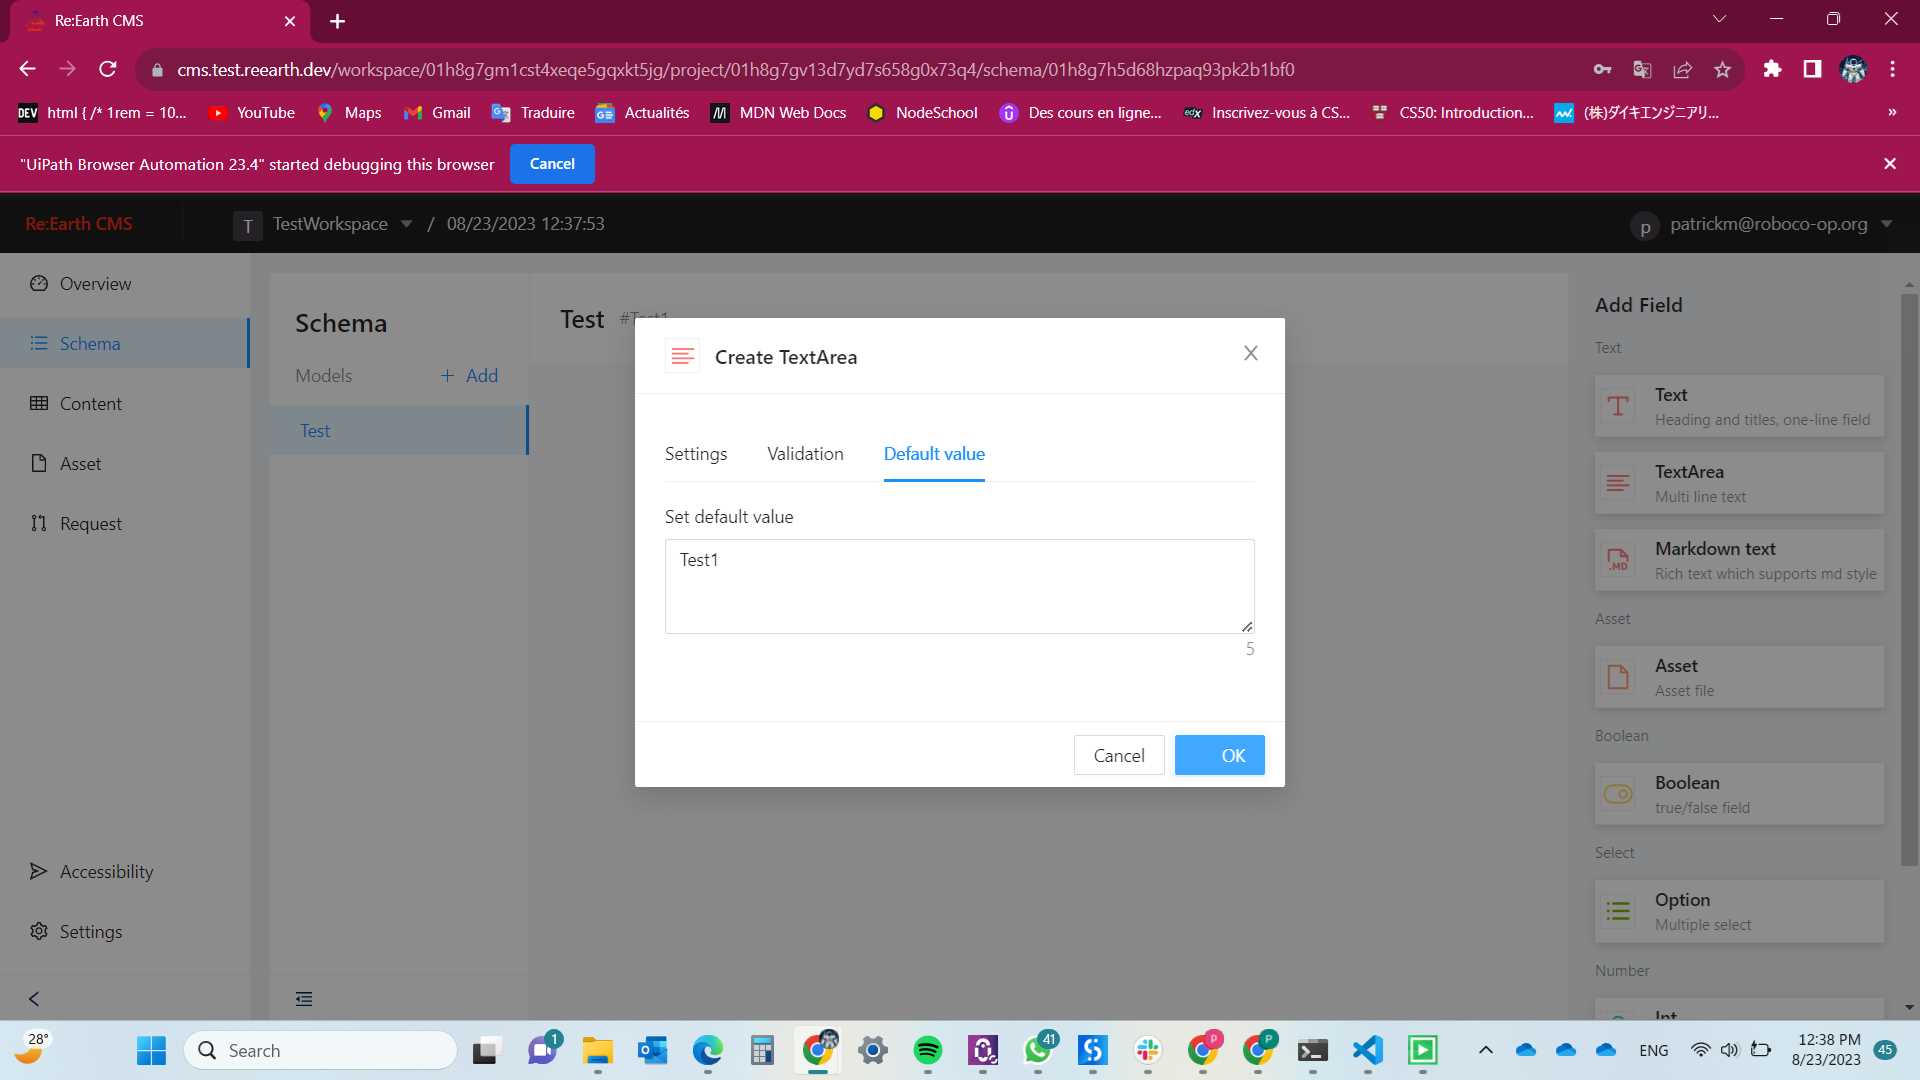 Re:Earth CMS
cms.test.reearth.dev/workspace/01h8g7gm1cst4xeqe5gqxkt5jg/project/01h8g7gv13d7yd7s658g0x73q4/schema/01h8g7h5d68hzpaq93pk2b1bf0
DEV html { /* 1rem = 10... YouTube Maps Gmail Traduire Actualités MDN Web Docs NodeSchool Des cours en ligne... edX Inscrivez-vous à CS... CS50: Introduction... (株)ダイキエンジニアリ... »
"UiPath Browser Automation 23.4" started debugging this browser Cancel
Re:Earth CMS T TestWorkspace / 08/23/2023 12:37:53 p patrickm@roboco-op.org
Overview
Schema
Content
Asset
Request
Accessibility
Settings
Schema
Models + Add
Test
Test #Test1
Create TextArea
Settings Validation Default value
Set default value
Test1
5
Cancel OK
Add Field
Text
Text
Heading and titles, one-line field
TextArea
Multi line text
Markdown text
Rich text which supports md style
Asset
Asset
Asset file
Boolean
Boolean
true/false field
Select
Option
Multiple select
Number
Int
28°
Search
1
41
P
P
ENG
12:38 PM
8/23/2023
45